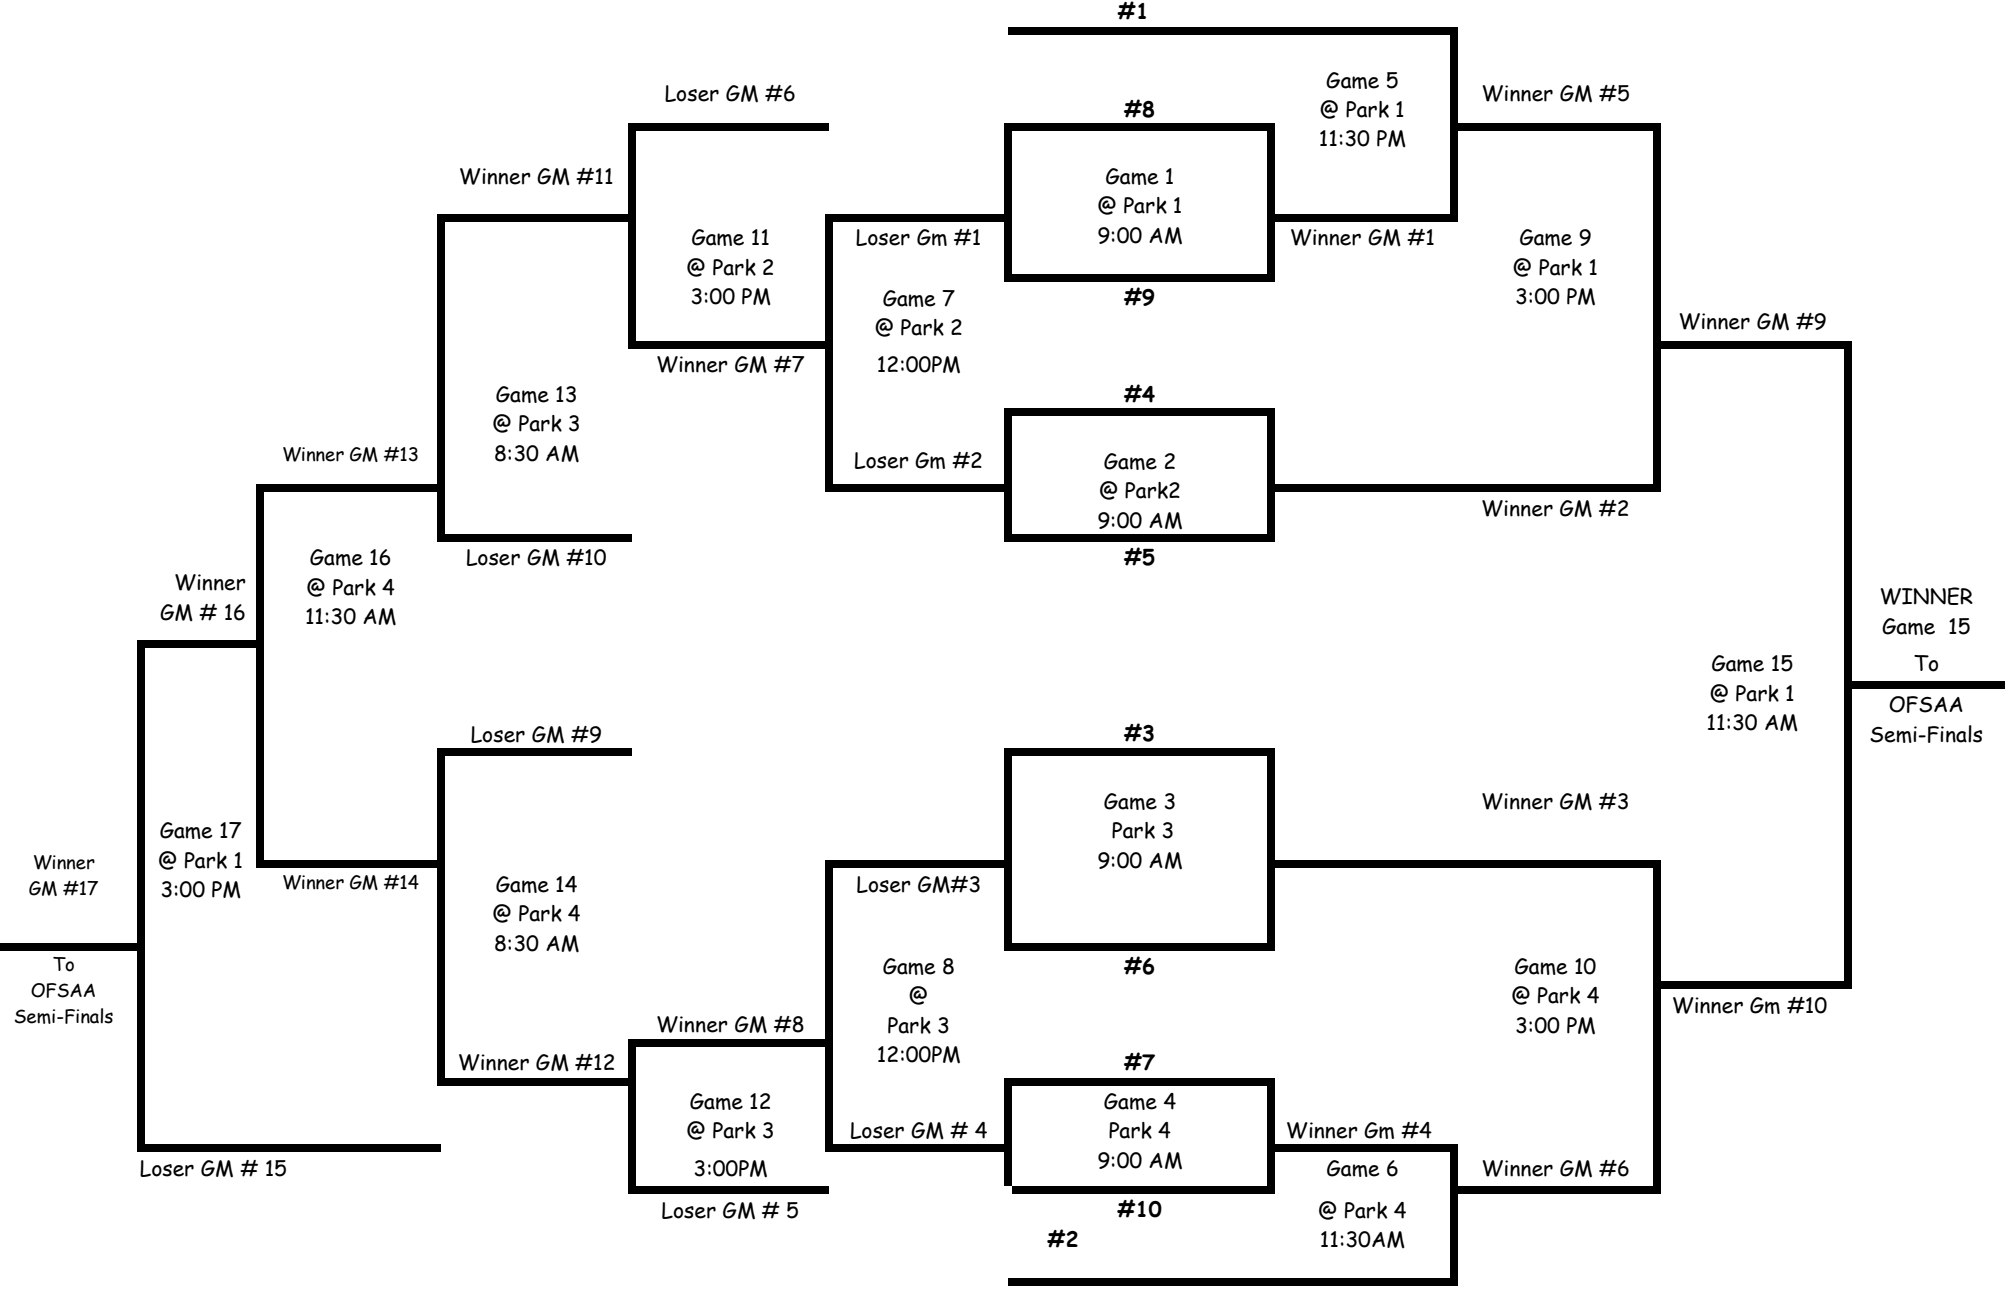 #1
Game 5
@ Park 1
11:30 PM
Loser GM #6
Winner GM #5
#8
Winner GM #11
Game 1
@ Park 1
9:00 AM
Game 11
@ Park 2
3:00 PM
Loser Gm #1
Winner GM #1
Game 9
@ Park 1
3:00 PM
Game 7
@ Park 2
12:00PM
#9
Winner GM #9
Winner GM #7
Game 13
@ Park 3
8:30 AM
#4
Winner GM #13
Loser Gm #2
Game 2
@ Park2
9:00 AM
Winner GM #2
Game 16
@ Park 4
11:30 AM
Loser GM #10
#5
Winner
GM # 16
WINNER
Game 15
To
OFSAA
Semi-Finals
Game 15
@ Park 1
11:30 AM
Loser GM #9
#3
Game 3
Park 3
9:00 AM
Winner GM #3
Game 17
@ Park 1
3:00 PM
Winner
GM #17
To
OFSAA
Semi-Finals
Winner GM #14
Game 14
@ Park 4
8:30 AM
Loser GM#3
Game 8
@
Park 3
12:00PM
#6
Game 10
@ Park 4
3:00 PM
Winner Gm #10
Winner GM #8
Winner GM #12
#7
Game 12
@ Park 3
3:00PM
Game 4
Park 4
9:00 AM
Loser GM # 4
Winner Gm #4
Loser GM # 15
Game 6
@ Park 4
11:30AM
Winner GM #6
Loser GM # 5
#10
#2